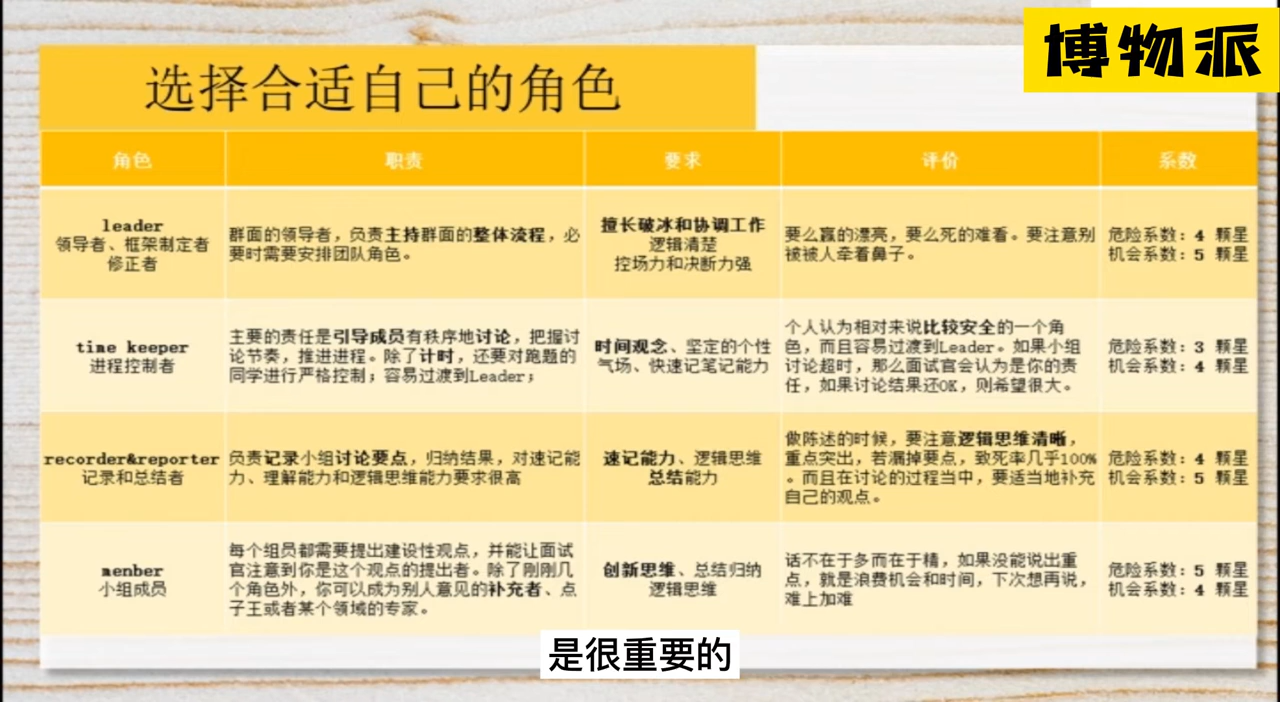 博物派
选择合适自己的角色
角色 职责 要求 评价 系数
leader
领导者、框架制定者
修正者
群面的领导者，负责主持群面的整体流程，必
要时需要安排团队角色。
擅长破冰和协调工作
逻辑清楚
控场力和决断力强
要么赢的漂亮，要么死的难看。要注意别
被被人牵着鼻子。
危险系数：4 颗星
机会系数：5 颗星
time keeper
进程控制者
主要的责任是引导成员有秩序地讨论，把握讨
论节奏，推进进程。除了计时，还要对跑题的
同学进行严格控制；容易过渡到Leader；
时间观念、坚定的个性
气场、快速记笔记能力
个人认为相对来说比较安全的一个角
色，而且容易过渡到Leader。如果小组
讨论超时，那么面试官会认为是你的责
任，如果讨论结果还OK，则希望很大。
危险系数：3 颗星
机会系数：4 颗星
recorder&reporter
记录和总结者
负责记录小组讨论要点，归纳结果，对速记能
力、理解能力和逻辑思维能力要求很高
速记能力、逻辑思维
总结能力
做陈述的时候，要注意逻辑思维清晰，
重点突出，若漏掉要点，致死率几乎100%
。而且在讨论的过程当中，要适当地补充
自己的观点。
危险系数：4 颗星
机会系数：5 颗星
menber
小组成员
每个组员都需要提出建设性观点，并能让面试
官注意到你是这个观点的提出者。除了刚刚几
个角色外，你可以成为别人意见的补充者、点
子王或者某个领域的专家。
创新思维、总结归纳
逻辑思维
话不在于多而在于精，如果没能说出重
点，就是浪费机会和时间，下次想再说，
难上加难
危险系数：5 颗星
机会系数：4 颗星
是很重要的